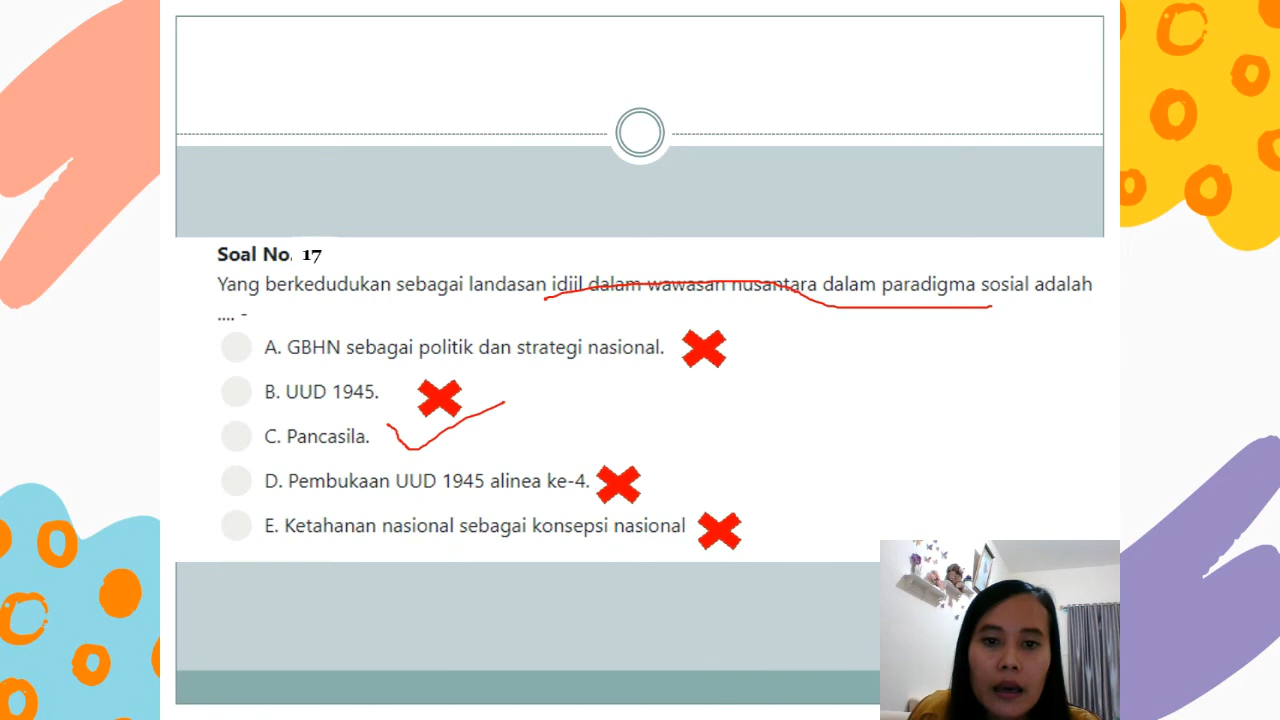 Soal No. 17
Yang berkedudukan sebagai landasan idiil dalam wawasan nusantara dalam paradigma sosial adalah
.... -
A. GBHN sebagai politik dan strategi nasional.
B. UUD 1945.
C. Pancasila.
D. Pembukaan UUD 1945 alinea ke-4.
E. Ketahanan nasional sebagai konsepsi nasional